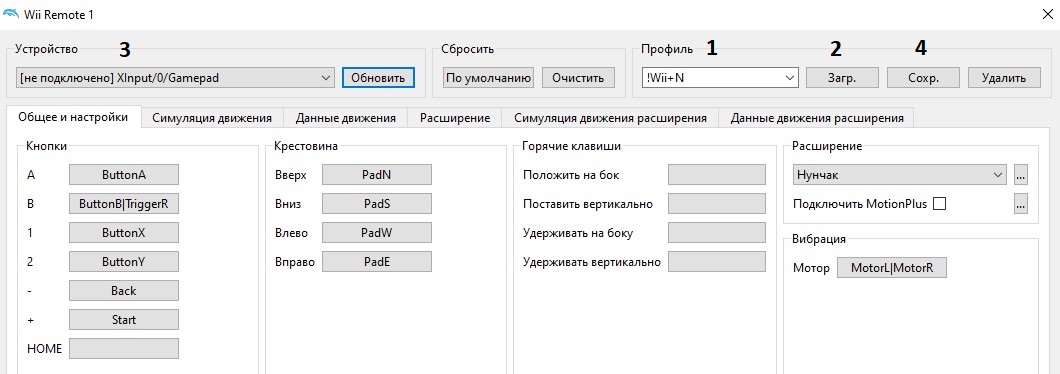 Wii Remote 1
Устройство 3 Сбросить Профиль 1 2 4
[не подключено] XInput/0/Gamepad Обновить По умолчанию Очистить !Wii+N Загр. Сохр. Удалить
Общее и настройки Симуляция движения Данные движения Расширение Симуляция движения расширения Данные движения расширения
Кнопки Крестовина Горячие клавиши Расширение
A ButtonA Вверх PadN Положить на бок Нунчак ...
B ButtonB|TriggerR Вниз PadS Поставить вертикально Подключить MotionPlus ...
1 ButtonX Влево PadW Удерживать на боку Вибрация
2 ButtonY Вправо PadE Удерживать вертикально Мотор MotorL|MotorR
- Back
+ Start
HOME